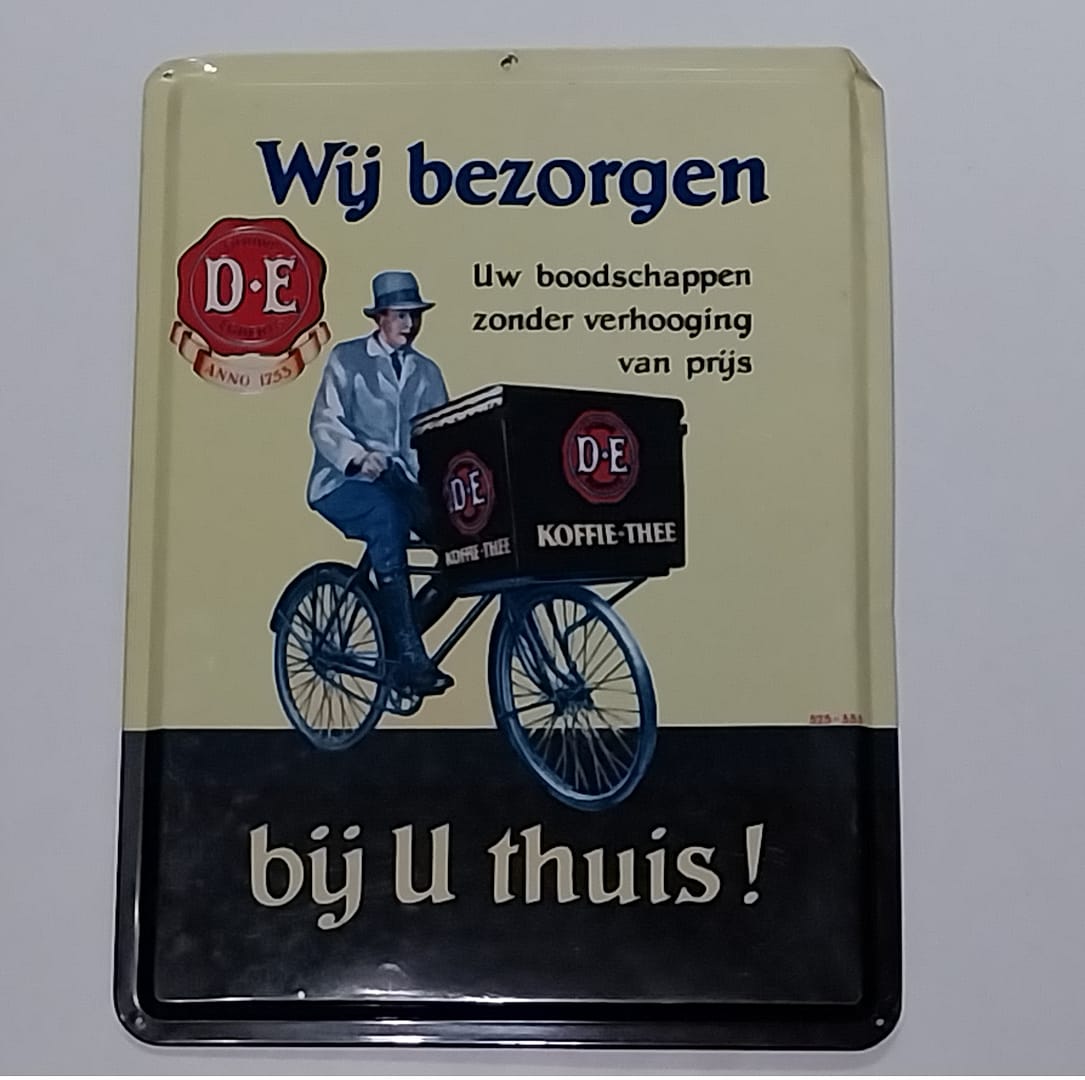 Wij bezorgen
D·E
ANNO 1753
Uw boodschappen
zonder verhooging
van prijs
D·E
KOFFIE-THEE
D·E
KOFFIE-THEE
bij U thuis!